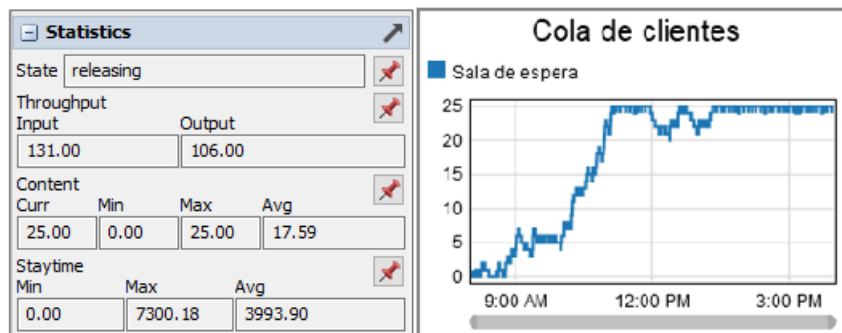 Statistics
State releasing
Throughput
Input Output
131.00 106.00
Content
Curr Min Max Avg
25.00 0.00 25.00 17.59
Staytime
Min Max Avg
0.00 7300.18 3993.90
Cola de clientes
Sala de espera
25
20
15
10
5
0
9:00 AM 12:00 PM 3:00 PM